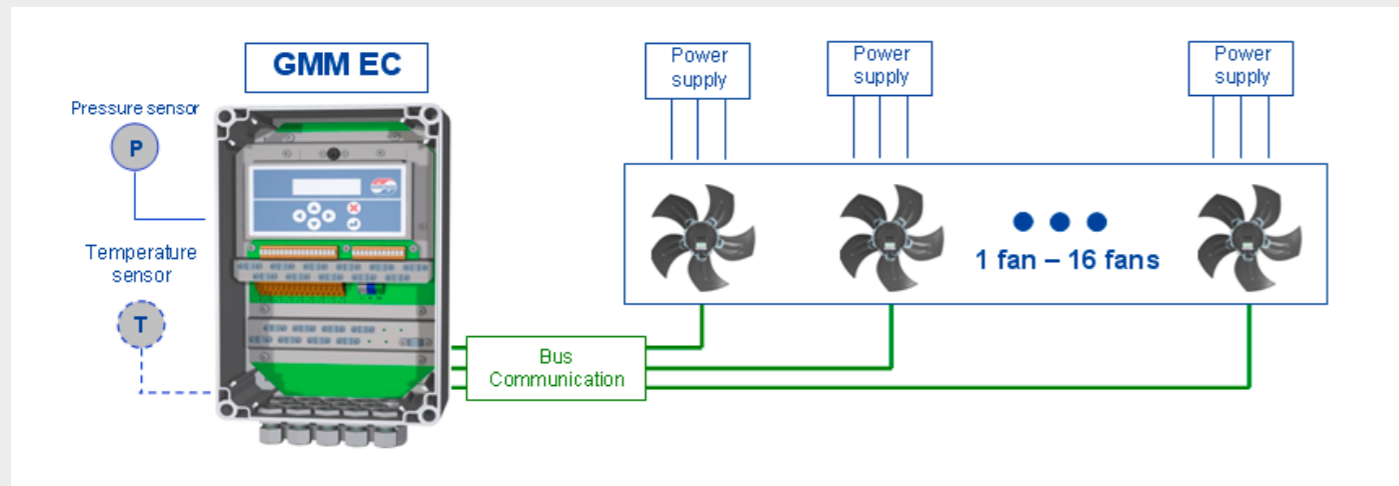 GMM EC
Pressure sensor
P
Temperature
sensor
T
Power
supply
Power
supply
Power
supply
1 fan – 16 fans
Bus
Communication